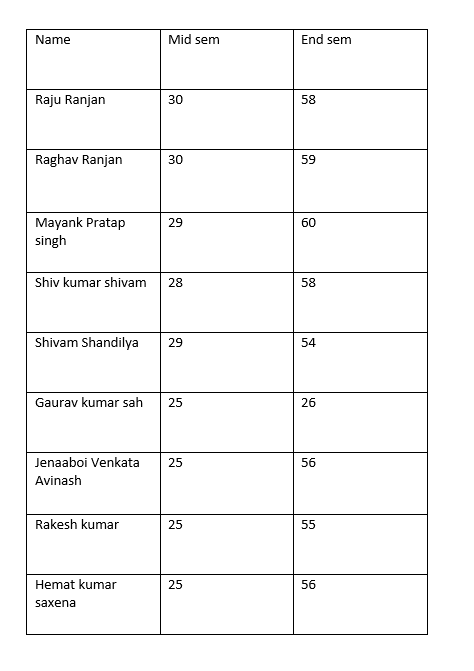 Name Mid sem End sem
Raju Ranjan 30 58
Raghav Ranjan 30 59
Mayank Pratap 29 60
singh
Shiv kumar shivam 28 58
Shivam Shandilya 29 54
Gaurav kumar sah 25 26
Jenaaboi Venkata 25 56
Avinash
Rakesh kumar 25 55
Hemat kumar 25 56
saxena